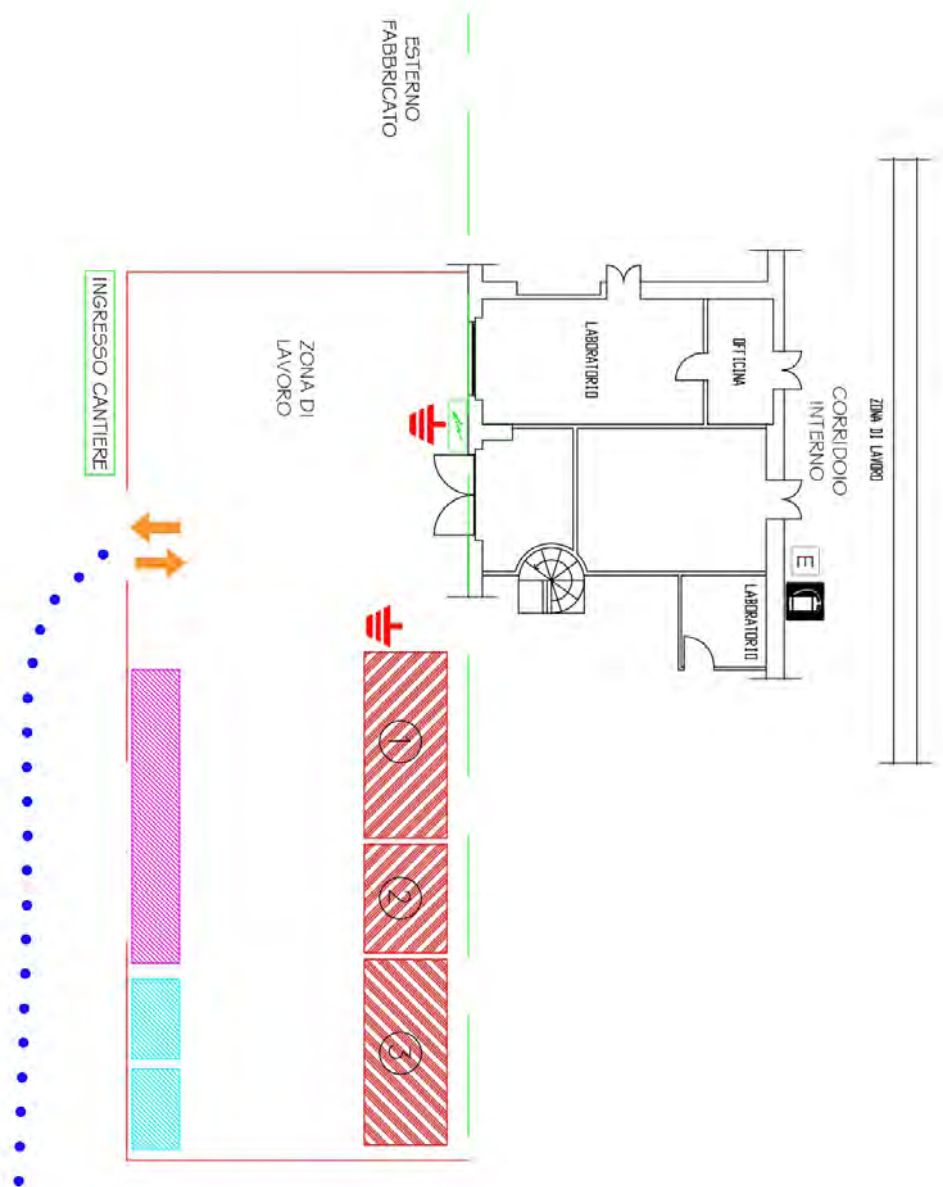 ESTERNO
FABBRICATO
ZONA DI LAVORO
CORRIDOIO
INTERNO
OFFICINA
LABORATORIO
INGRESSO CANTIERE
ZONA DI
LAVORO
E
LABORATORIO
1
2
3